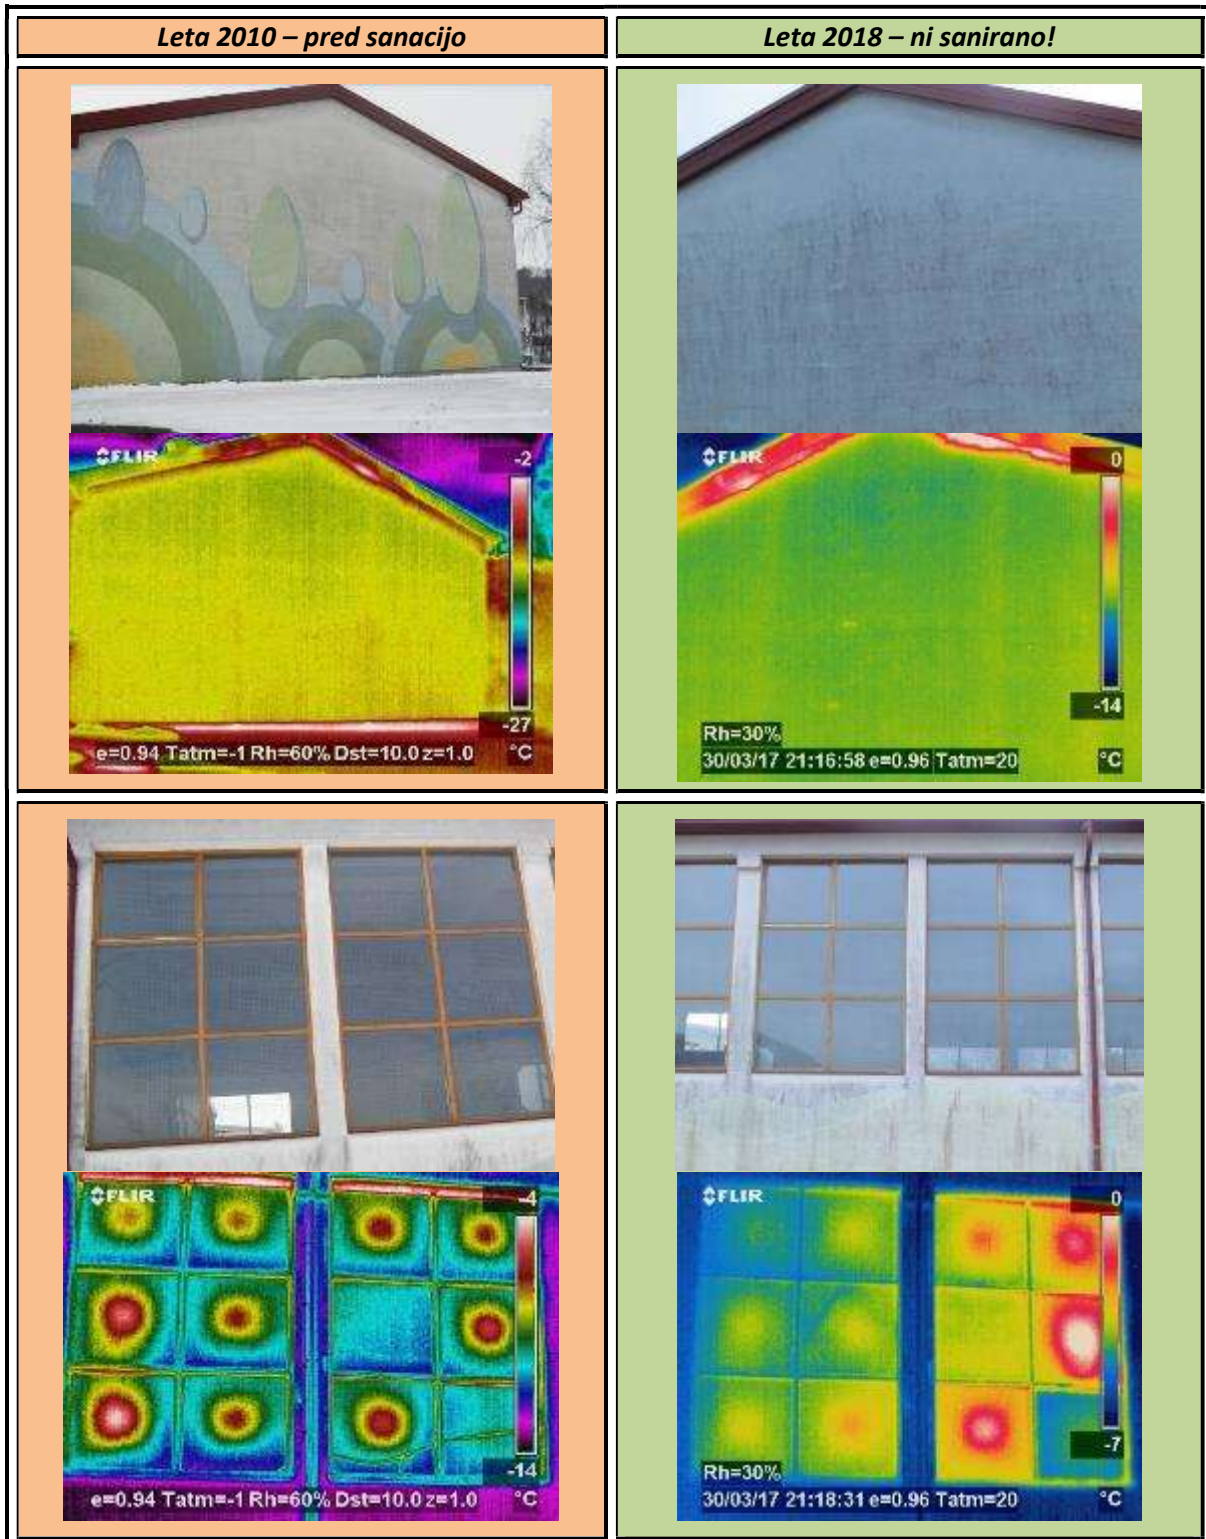 Leta 2010 – pred sanacijo
Leta 2018 – ni sanirano!
FLIR
-2
-27
e=0.94 Tatm=-1 Rh=60% Dst=10.0 z=1.0 °C
FLIR
0
-14
Rh=30%
30/03/17 21:16:58 e=0.96 Tatm=20 °C
FLIR
-4
-14
e=0.94 Tatm=-1 Rh=60% Dst=10.0 z=1.0 °C
FLIR
0
-7
Rh=30%
30/03/17 21:18:31 e=0.96 Tatm=20 °C